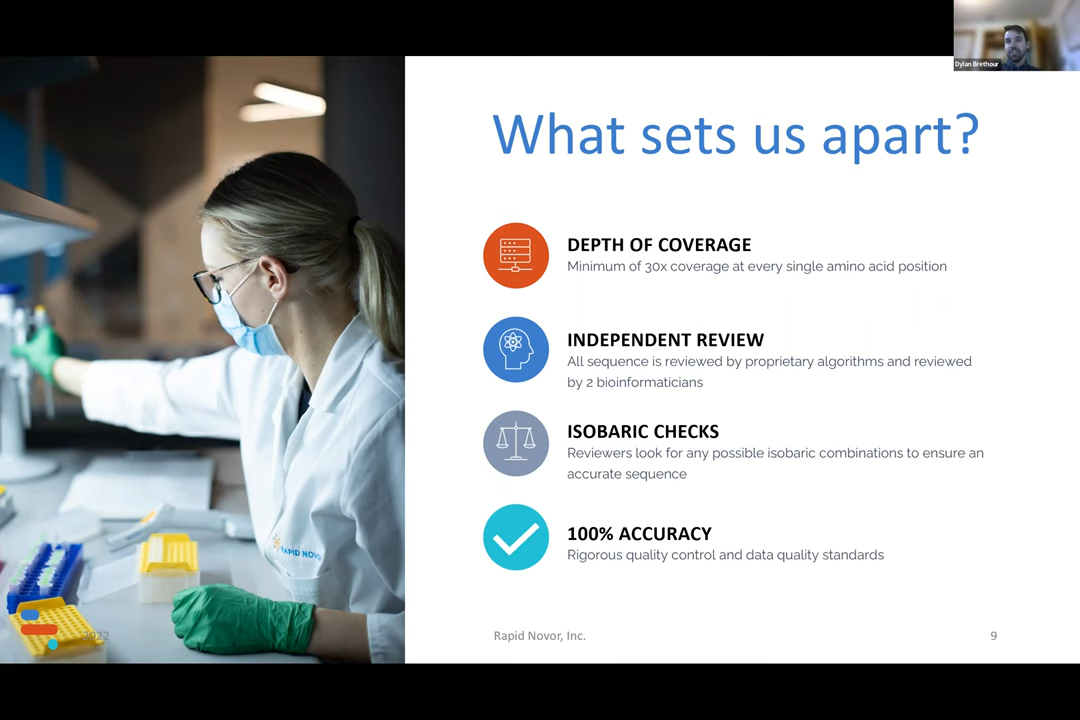 Dylan Brethour
What sets us apart?
DEPTH OF COVERAGE
Minimum of 30x coverage at every single amino acid position
INDEPENDENT REVIEW
All sequence is reviewed by proprietary algorithms and reviewed
by 2 bioinformaticians
ISOBARIC CHECKS
Reviewers look for any possible isobaric combinations to ensure an
accurate sequence
100% ACCURACY
Rigorous quality control and data quality standards
RAPID NOVOR
2022
Rapid Novor, Inc.
9